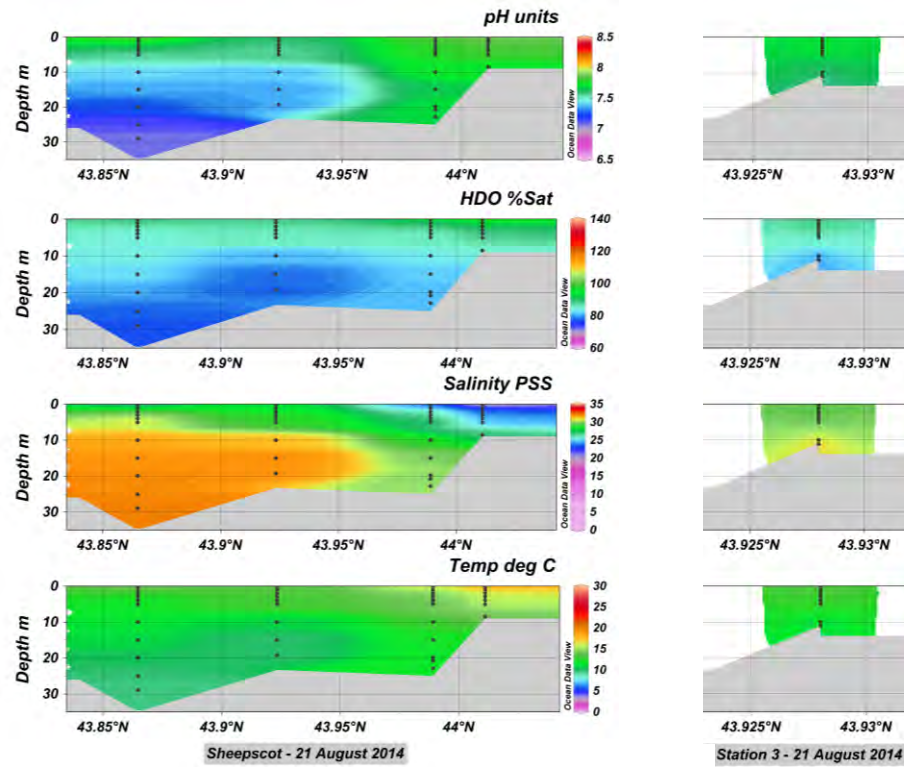 pH units
Depth m
0
10
20
30
43.85°N
43.9°N
43.95°N
44°N
Ocean Data View
8.5
8
7.5
7
6.5
43.925°N
43.93°N
HDO %Sat
Depth m
0
10
20
30
43.85°N
43.9°N
43.95°N
44°N
Ocean Data View
140
120
100
80
60
43.925°N
43.93°N
Salinity PSS
Depth m
0
10
20
30
43.85°N
43.9°N
43.95°N
44°N
Ocean Data View
35
30
25
20
15
10
5
0
43.925°N
43.93°N
Temp deg C
Depth m
0
10
20
30
43.85°N
43.9°N
43.95°N
44°N
Ocean Data View
30
25
20
15
10
5
0
43.925°N
43.93°N
Sheepscot - 21 August 2014
Station 3 - 21 August 2014